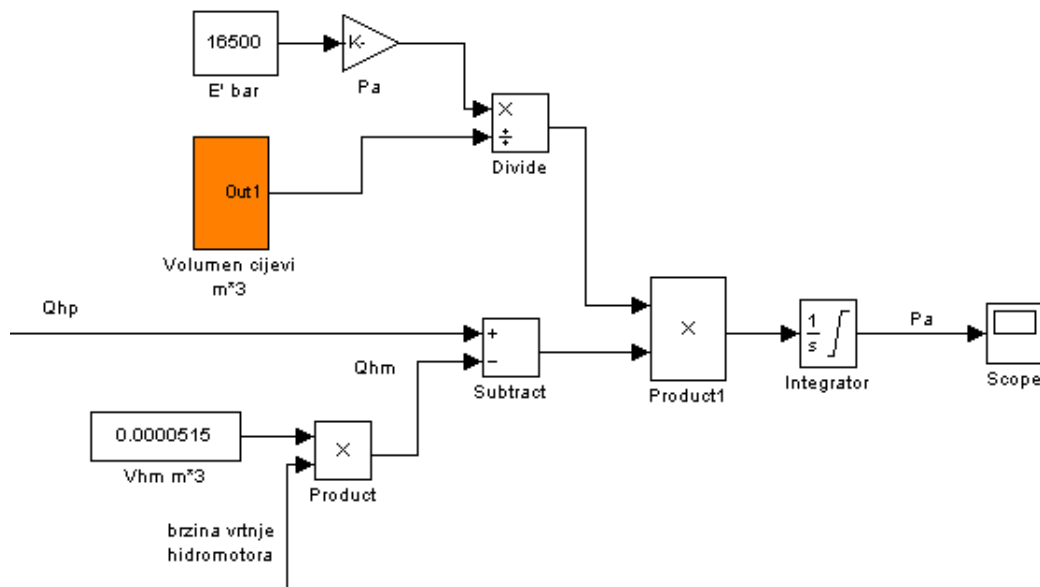 16500
K-
E' bar
Pa
×
÷
Divide
Out1
Volumen cijevi
m*3
Qhp
+
−
Subtract
Qhm
×
Product1
1
s
Integrator
Pa
Scope
0.0000515
Vhm m*3
×
Product
brzina vrtnje
hidromotora